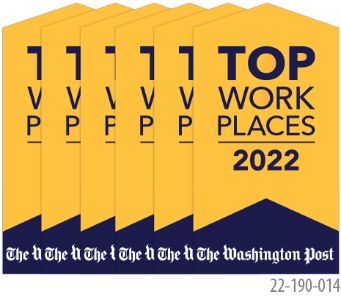 TOP
WORK
PLACES
2022
The Washington Post
22-190-014